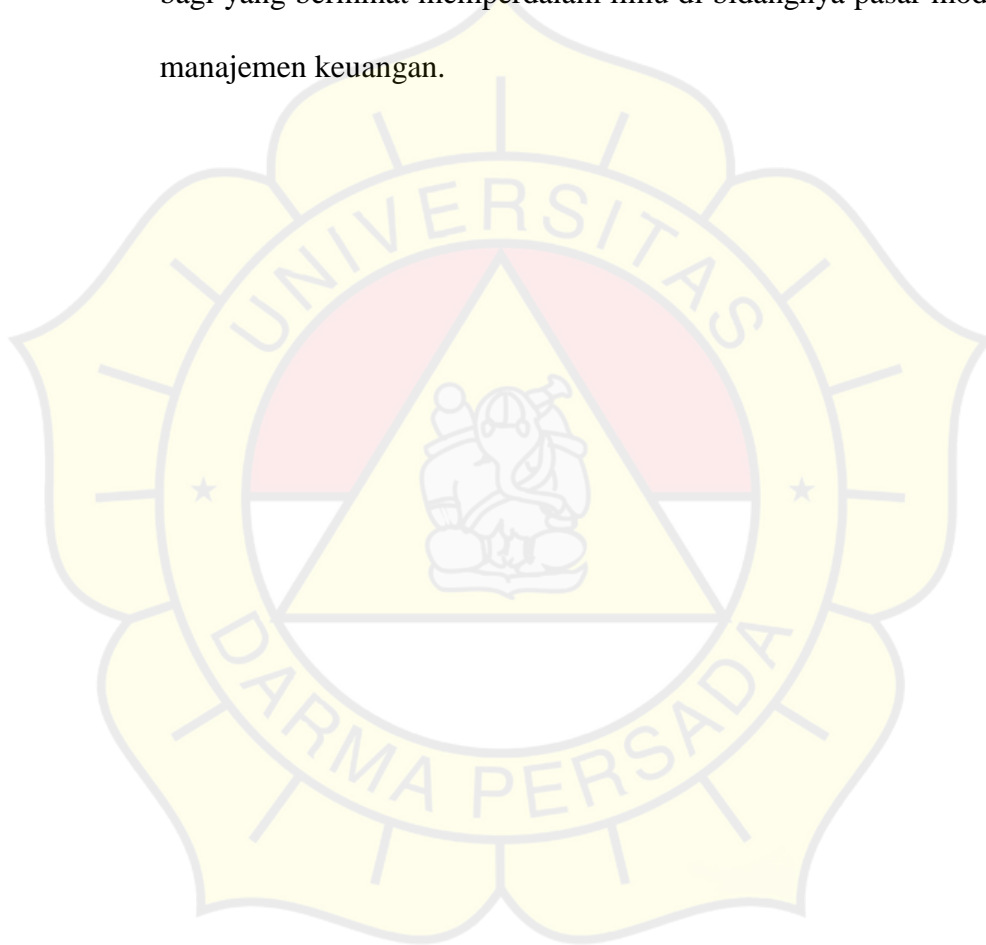 bagi yang berminat memperdalam ilmu di bidangnya pasar mod
manajemen keuangan.
UNIVERSITAS
DARMA PERSADA